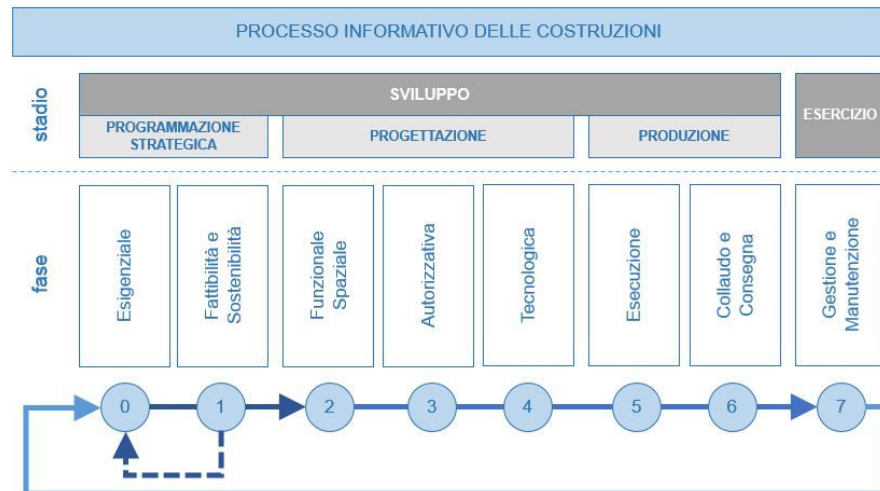 PROCESSO INFORMATIVO DELLE COSTRUZIONI
stadio
SVILUPPO
ESERCIZIO
PROGRAMMAZIONE
STRATEGICA
PROGETTAZIONE
PRODUZIONE
fase
Esigenziale
Fattibilità e
Sostenibilità
Funzionale
Spaziale
Autorizzativa
Tecnologica
Esecuzione
Collaudo e
Consegna
Gestione e
Manutenzione
0
1
2
3
4
5
6
7